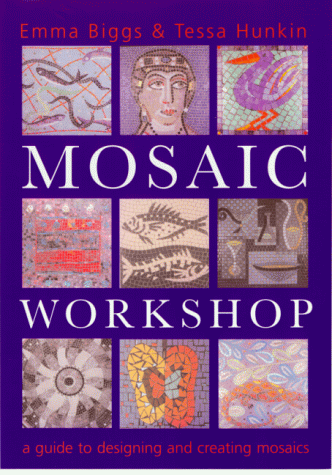 Emma Biggs & Tessa Hunkin
MOSAIC
WORKSHOP
a guide to designing and creating mosaics